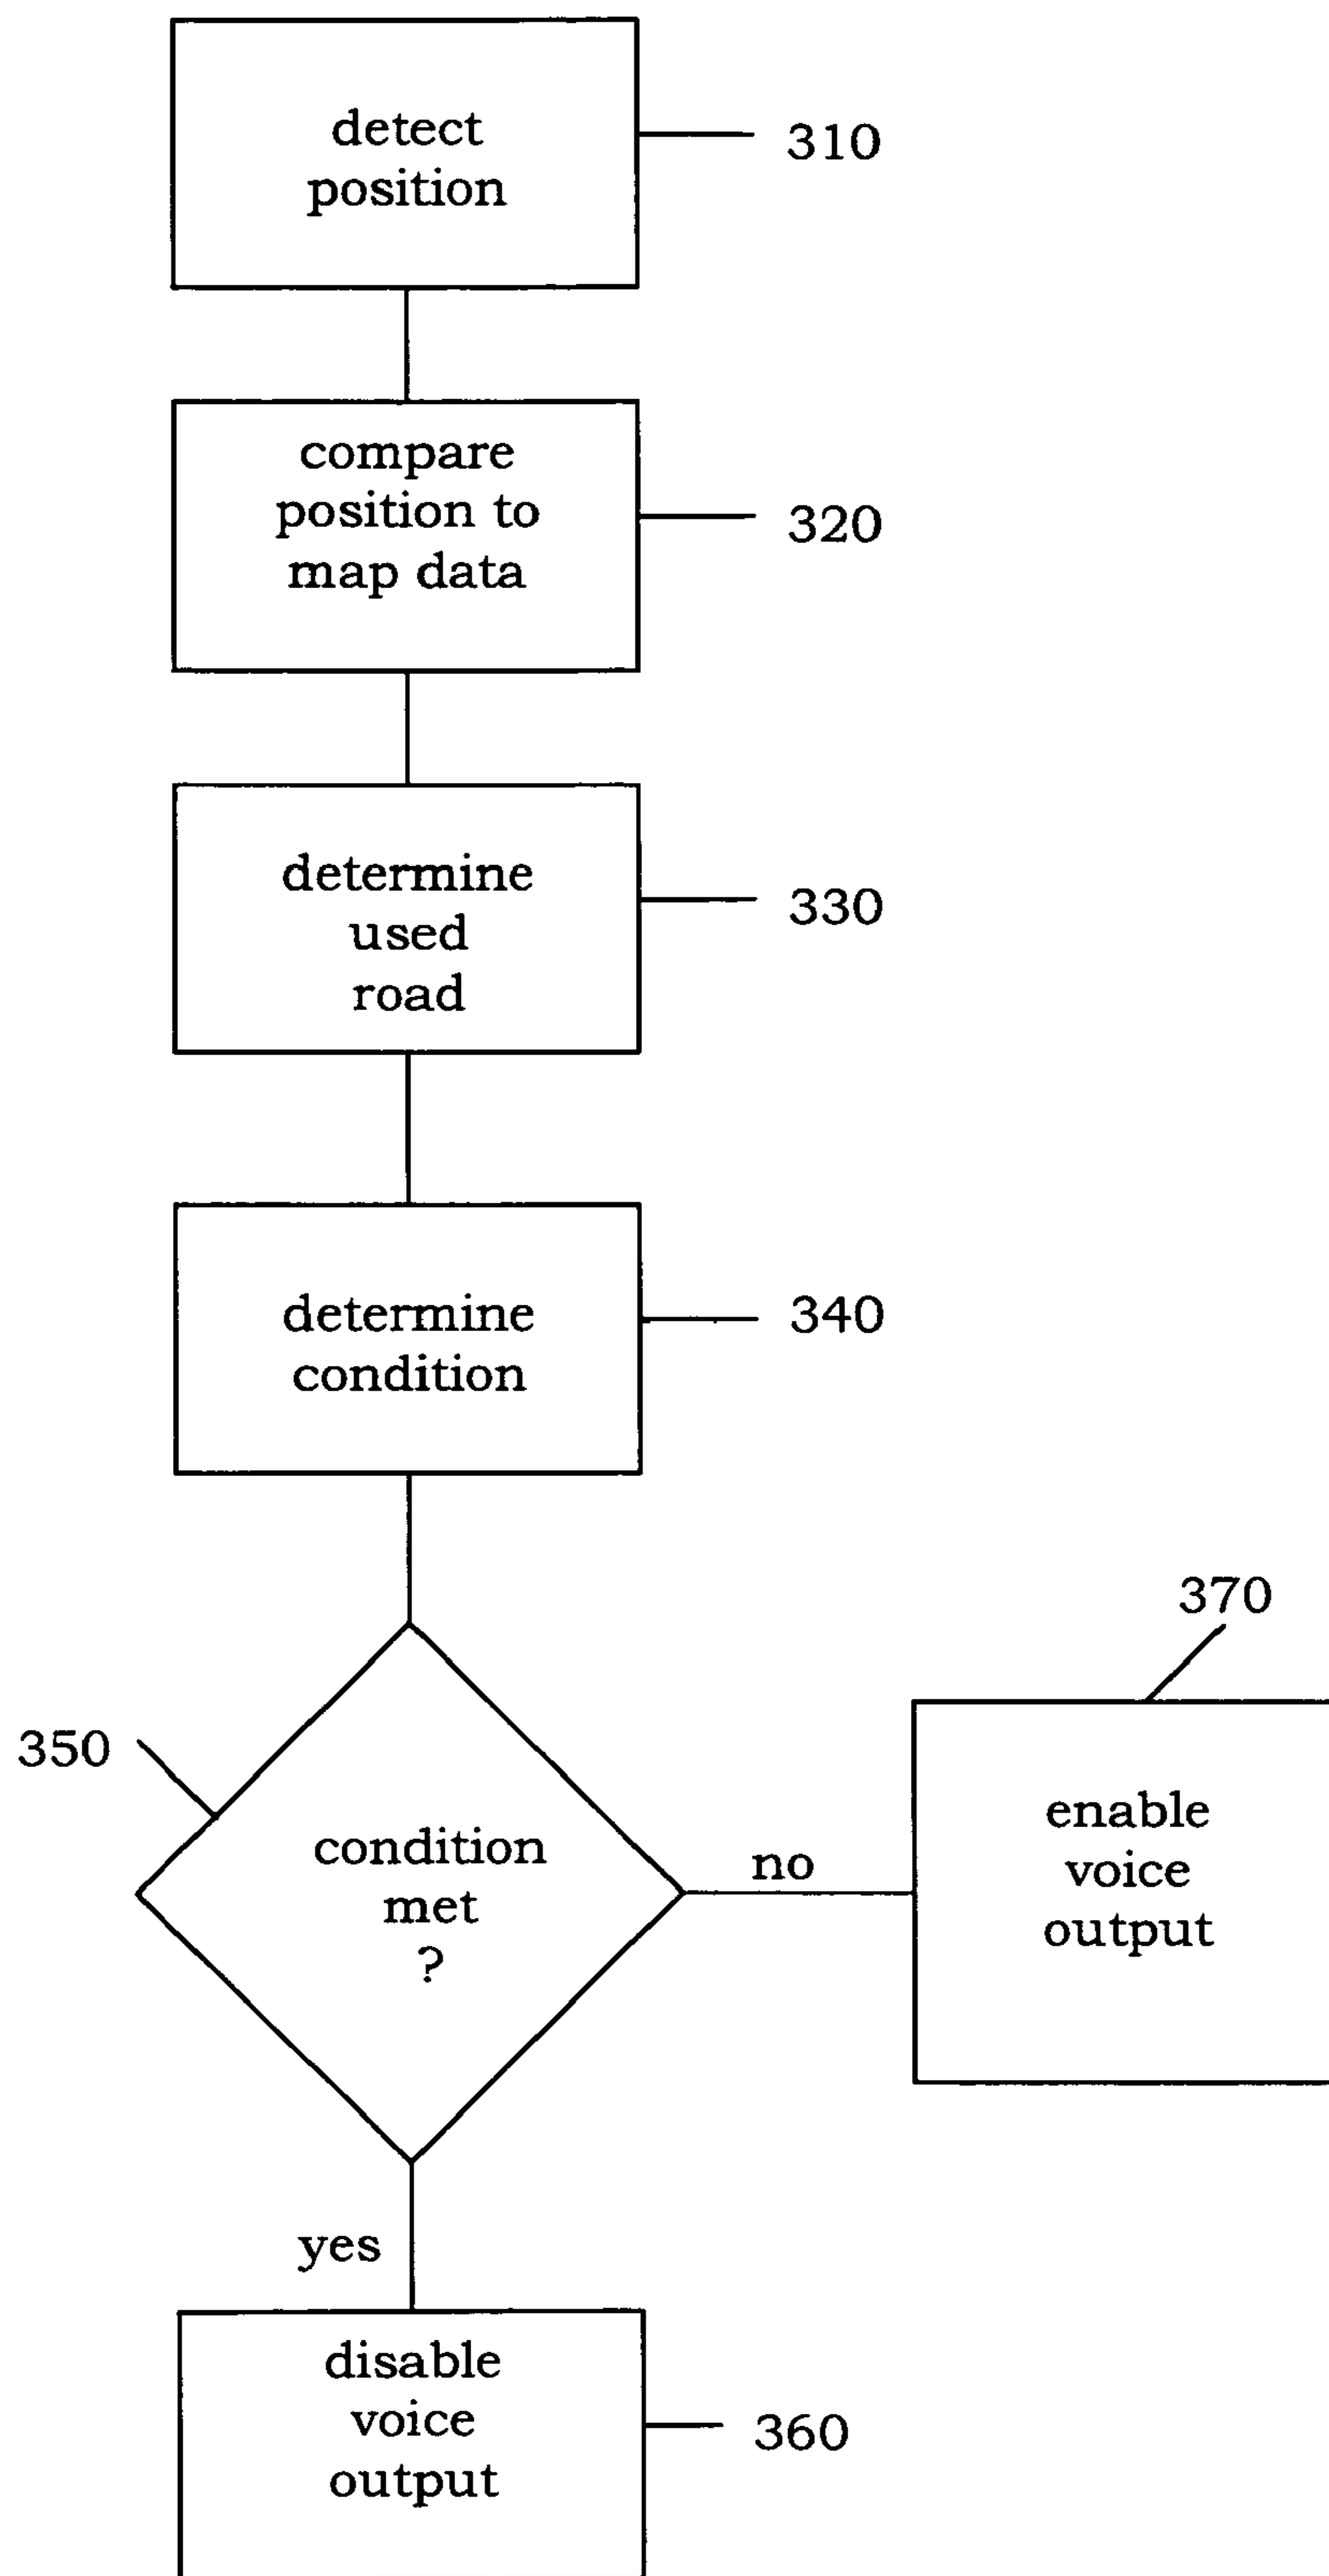 detect
position
310
compare
position to
map data
320
determine
used
road
330
determine
condition
340
350
condition
met
?
no
370
enable
voice
output
yes
disable
voice
output
360